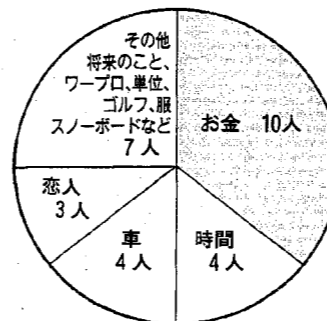 その他
将来のこと、
ワープロ、単位、
ゴルフ、服
スノーボードなど
7人
お金 10人
恋人
3人
車
4人
時間
4人